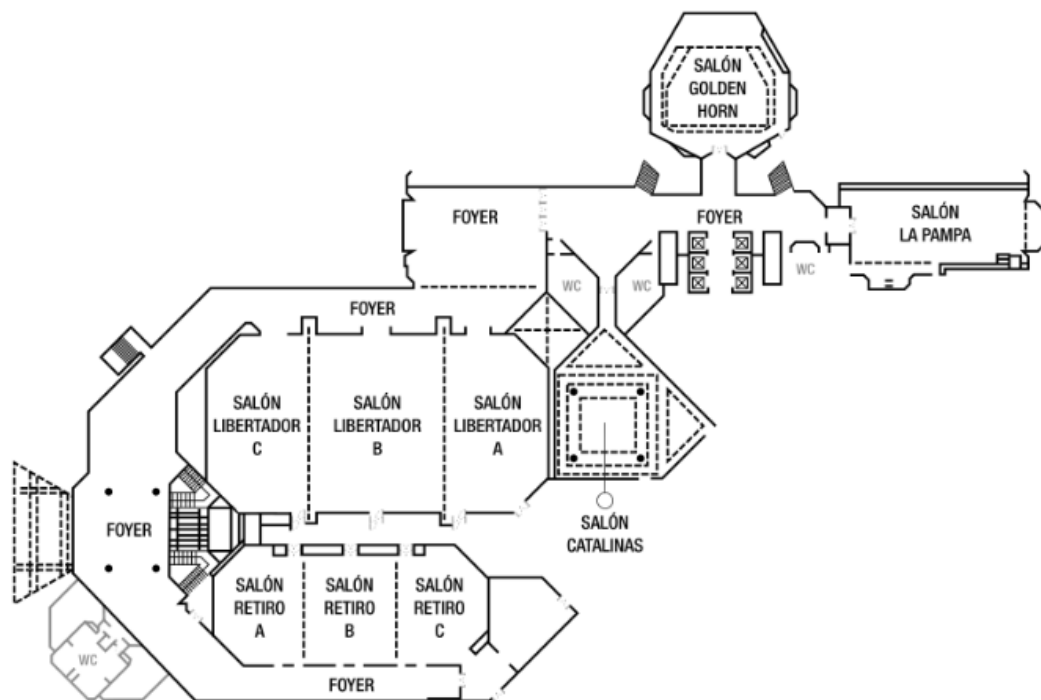 SALÓN
GOLDEN
HORN
FOYER
FOYER
SALÓN
LA PAMPA
WC
WC
WC
FOYER
SALÓN
LIBERTADOR
C
SALÓN
LIBERTADOR
B
SALÓN
LIBERTADOR
A
FOYER
SALÓN
CATALINAS
SALÓN
RETIRO
A
SALÓN
RETIRO
B
SALÓN
RETIRO
C
WC
FOYER